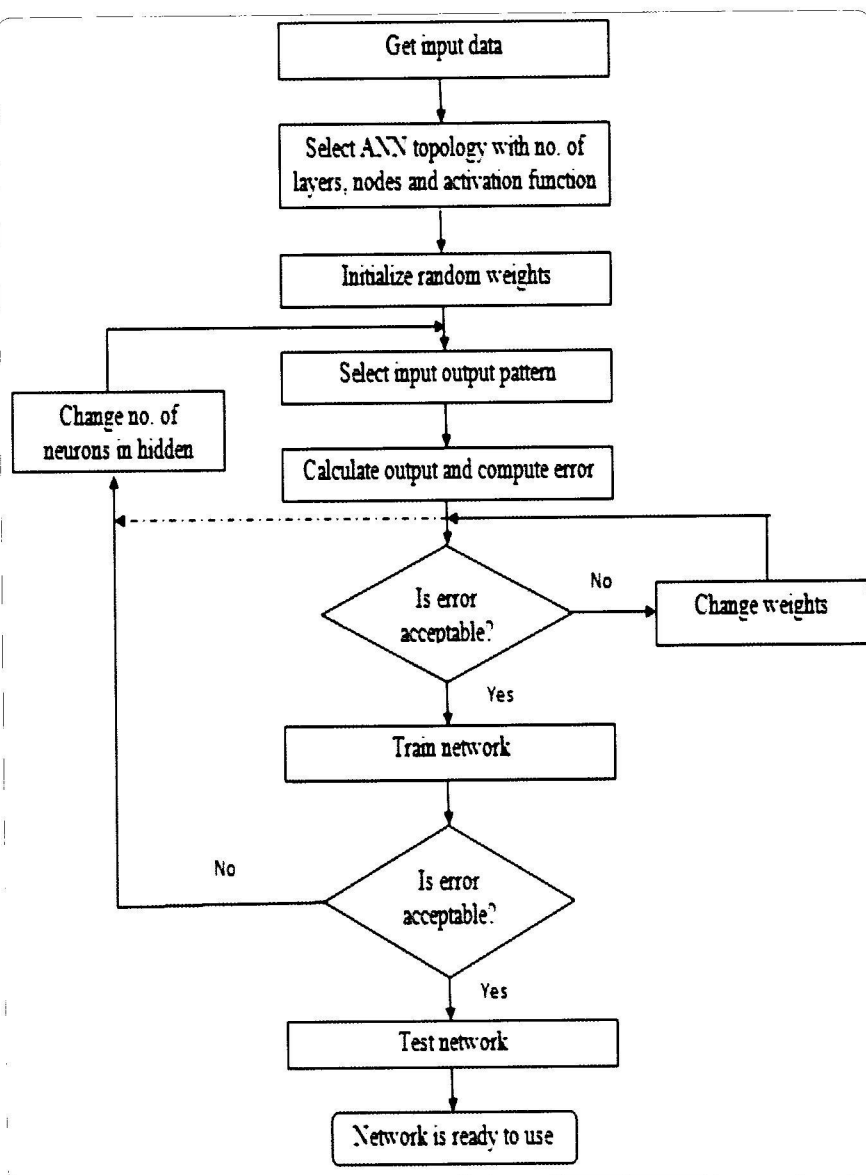 Get input data
Select ANN topology with no. of
layers, nodes and activation function
Initialize random weights
Select input output pattern
Change no. of
neurons in hidden
Calculate output and compute error
Is error
acceptable?
No
Change weights
Yes
Train network
No
Is error
acceptable?
Yes
Test network
Network is ready to use